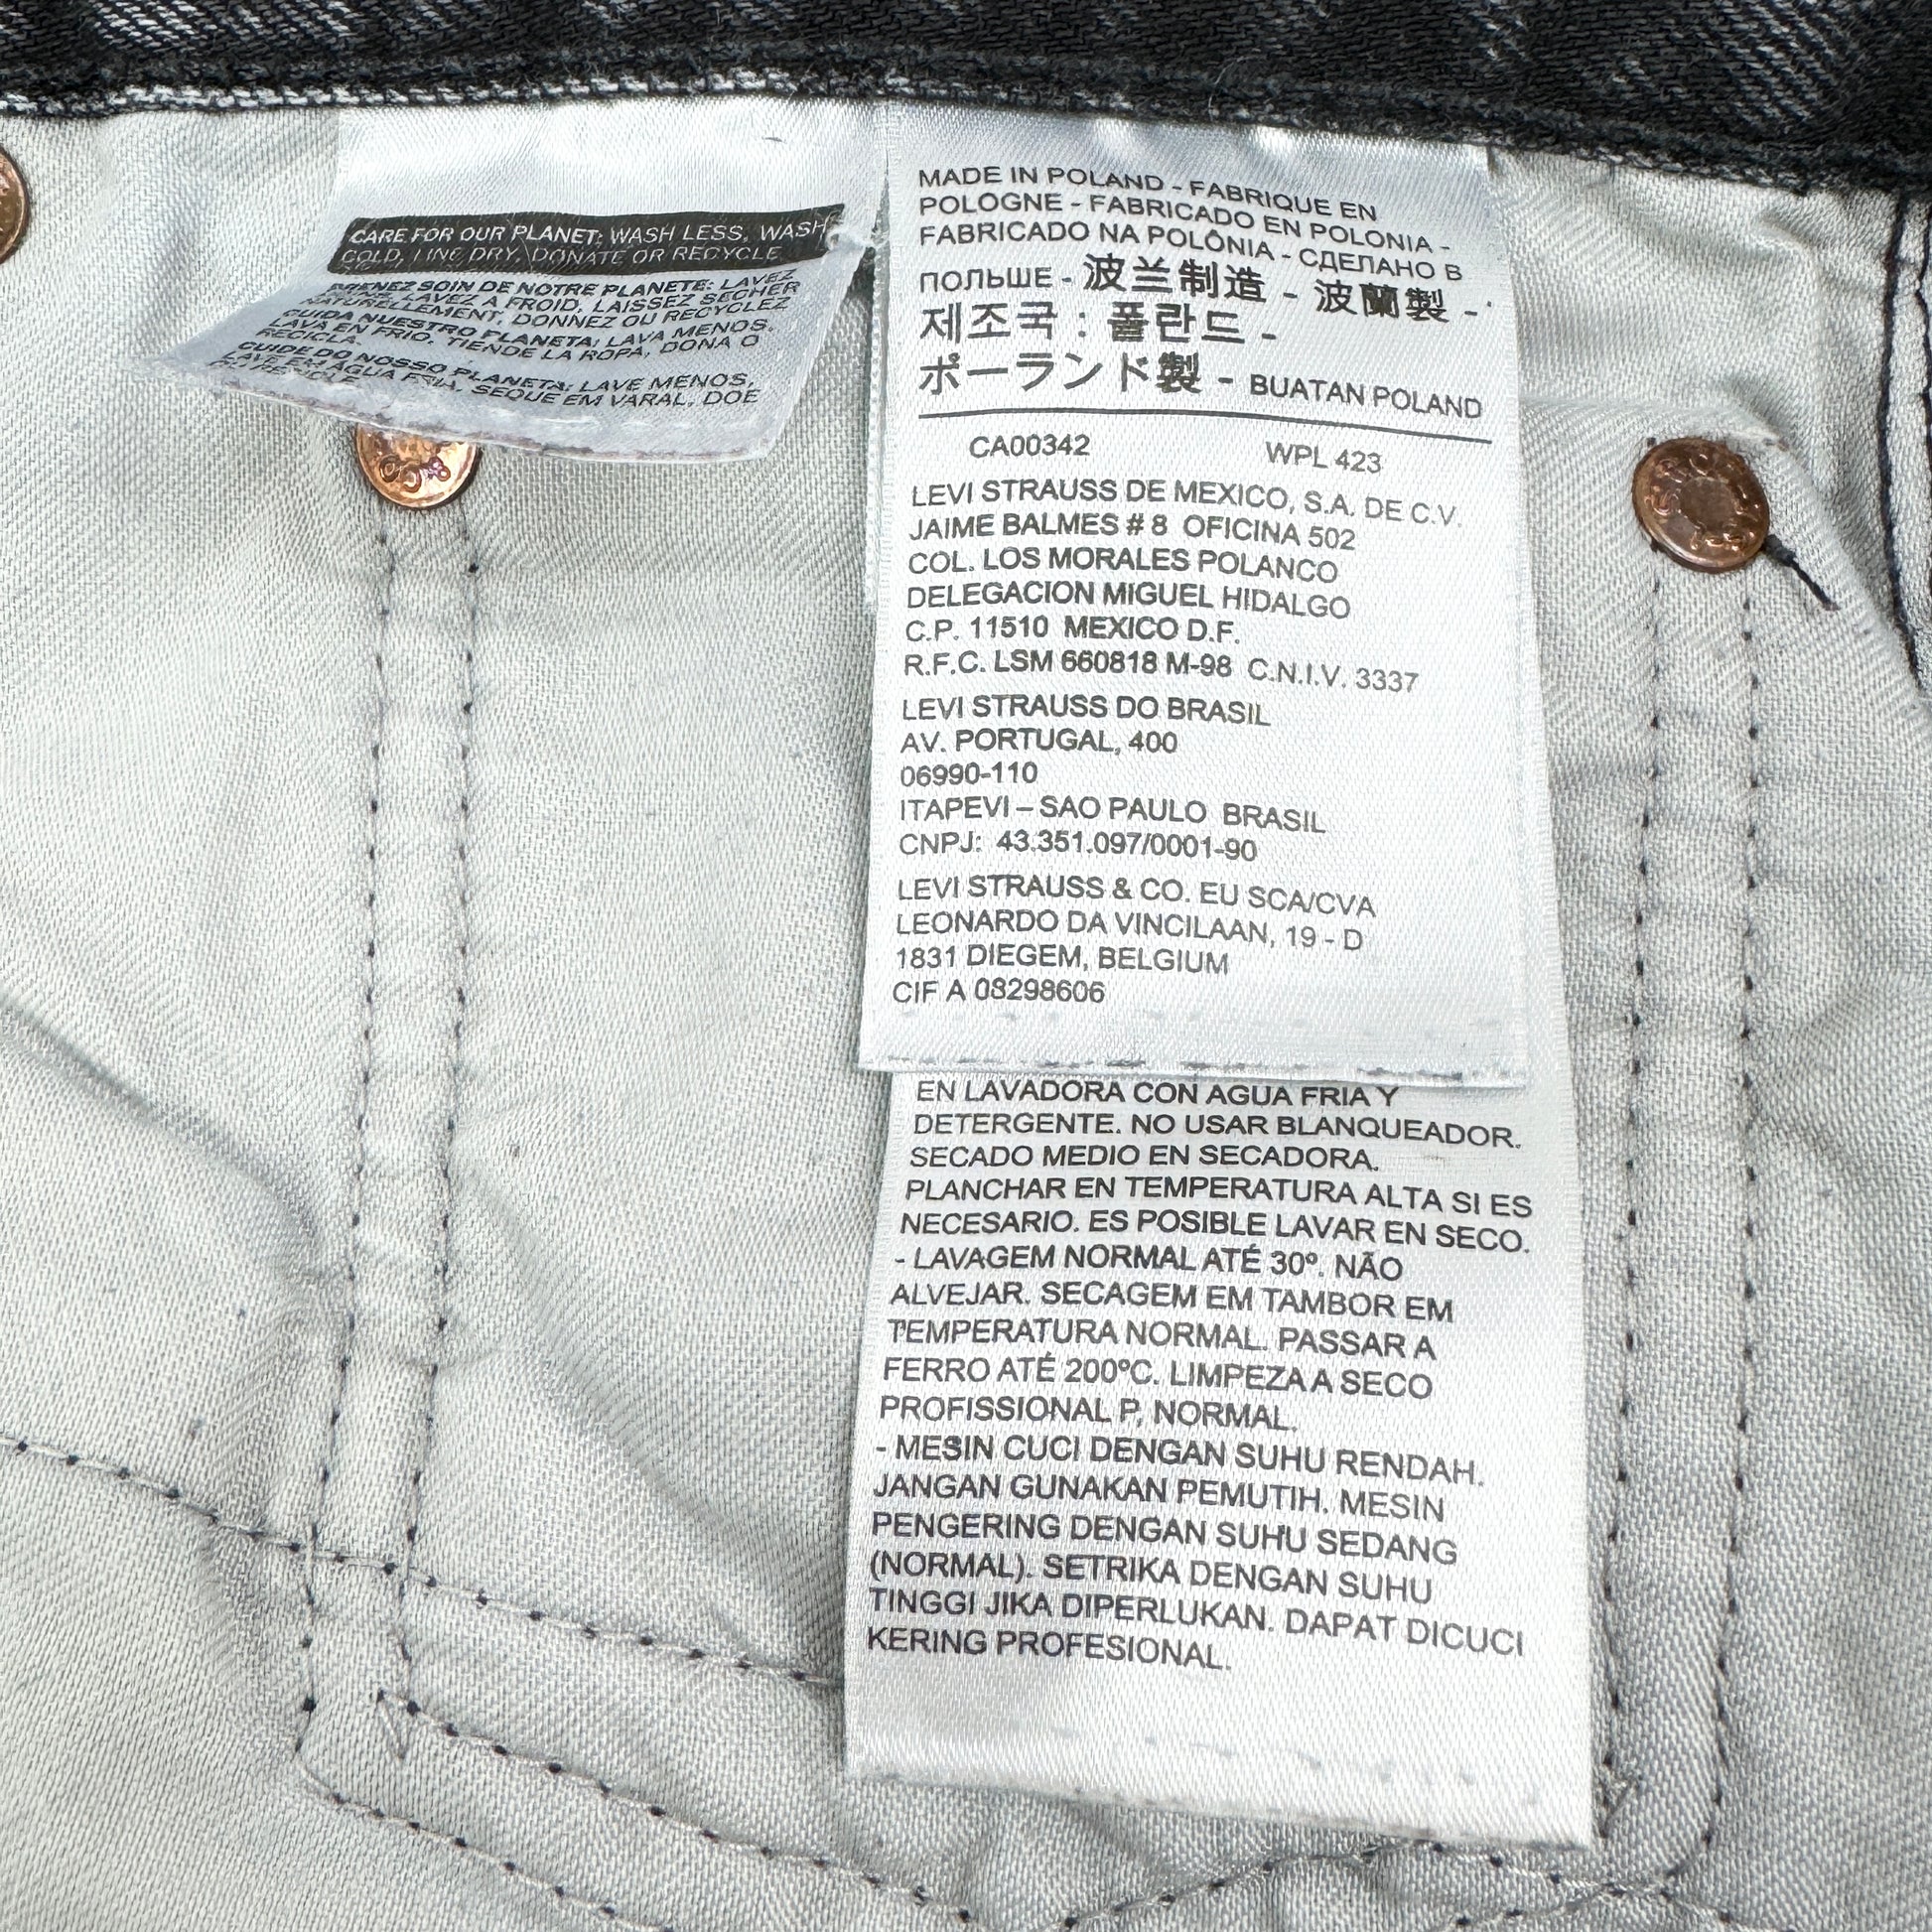 CARE FOR OUR PLANET: WASH LESS, WASH
COLD, LINE DRY, DONATE OR RECYCLE
PRENEZ SOIN DE NOTRE PLANETE: LAVEZ
LAVEZ A FROID, LAISSEZ SECHER
NATURELLEMENT, DONNEZ OU RECYCLEZ
CUIDA NUESTRO PLANETA: LAVA MENOS,
LAVA EN FRIO, TIENDE LA ROPA, DONA O
RECICLA.
CUIDE DO NOSSO PLANETA: LAVE MENOS,
LAVE EM ÁGUA FRIA, SEQUE EM VARAL, DOE
OU RECICLE
MADE IN POLAND - FABRIQUE EN
POLOGNE - FABRICADO EN POLONIA -
FABRICADO NA POLÔNIA - СДЕЛАНО В
ПОЛЬШЕ - 波兰制造 - 波蘭製 -
제조국 : 폴란드 -
ポーランド製 - BUATAN POLAND
CA00342 WPL 423
LEVI STRAUSS DE MEXICO, S.A. DE C.V.
JAIME BALMES # 8 OFICINA 502
COL. LOS MORALES POLANCO
DELEGACION MIGUEL HIDALGO
C.P. 11510 MEXICO D.F.
R.F.C. LSM 660818 M-98 C.N.I.V. 3337
LEVI STRAUSS DO BRASIL
AV. PORTUGAL, 400
06990-110
ITAPEVI – SAO PAULO BRASIL
CNPJ: 43.351.097/0001-90
LEVI STRAUSS & CO. EU SCA/CVA
LEONARDO DA VINCILAAN, 19 - D
1831 DIEGEM, BELGIUM
CIF A 08298606
EN LAVADORA CON AGUA FRIA Y
DETERGENTE. NO USAR BLANQUEADOR.
SECADO MEDIO EN SECADORA.
PLANCHAR EN TEMPERATURA ALTA SI ES
NECESARIO. ES POSIBLE LAVAR EN SECO.
- LAVAGEM NORMAL ATÉ 30º. NÃO
ALVEJAR. SECAGEM EM TAMBOR EM
TEMPERATURA NORMAL. PASSAR A
FERRO ATÉ 200ºC. LIMPEZA A SECO
PROFISSIONAL P, NORMAL.
- MESIN CUCI DENGAN SUHU RENDAH.
JANGAN GUNAKAN PEMUTIH. MESIN
PENGERING DENGAN SUHU SEDANG
(NORMAL). SETRIKA DENGAN SUHU
TINGGI JIKA DIPERLUKAN. DAPAT DICUCI
KERING PROFESIONAL.